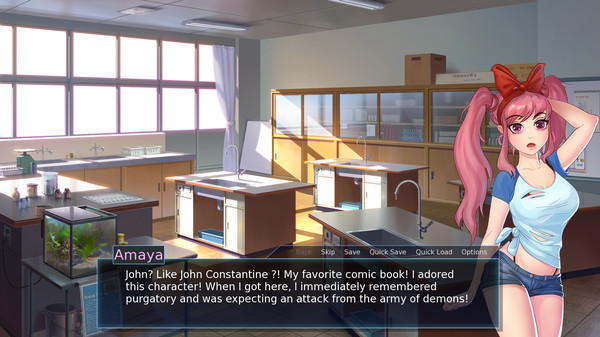 Amaya
Back Skip Save Quick Save Quick Load Options
John? Like John Constantine ?! My favorite comic book! I adored
this character! When I got here, I immediately remembered
purgatory and was expecting an attack from the army of demons!